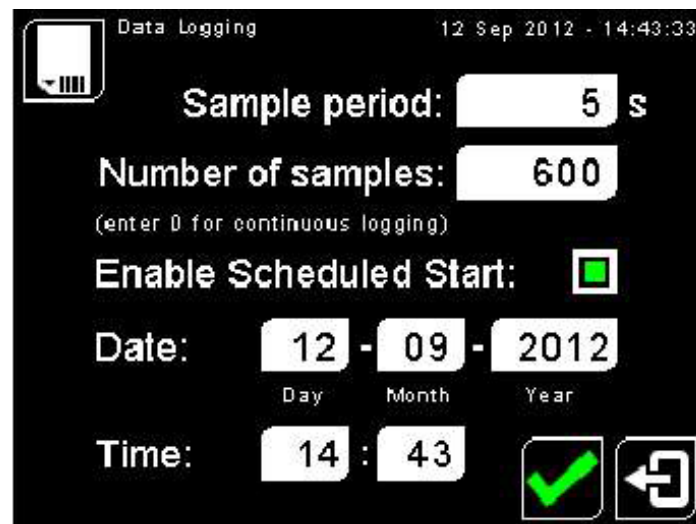 Data Logging 12 Sep 2012 - 14:43:33
Sample period: 5 s
Number of samples: 600
(enter 0 for continuous logging)
Enable Scheduled Start:
Date: 12 - 09 - 2012
Day Month Year
Time: 14 : 43